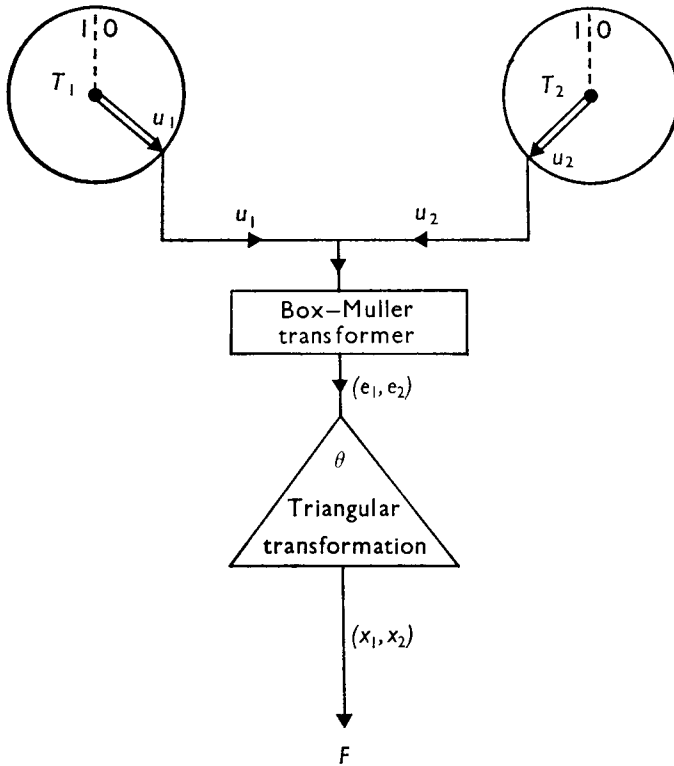 1 0
T₁
u₁
1 0
T₂
u₂
u₁
u₂
Box–Muller
transformer
(e₁, e₂)
θ
Triangular
transformation
(x₁, x₂)
F